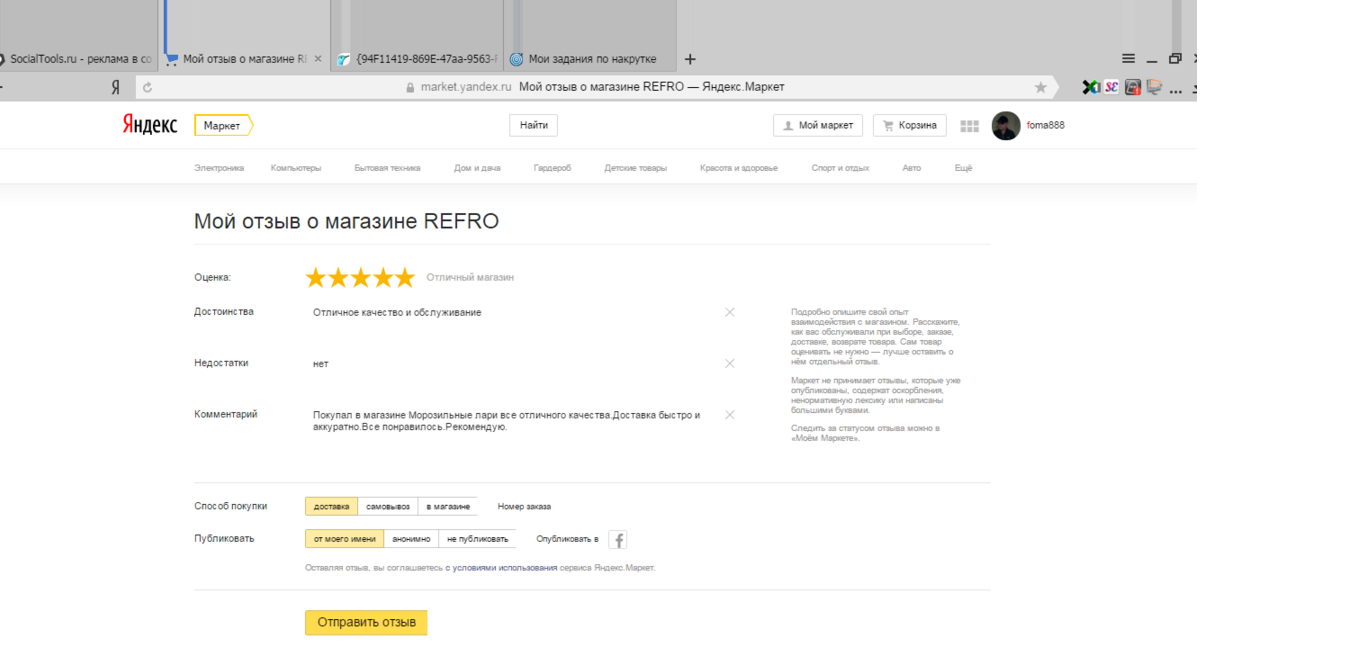 SocialTools.ru - реклама в со
Мой отзыв о магазине RE
{94F11419-869E-47aa-9563-F
Мои задания по накрутке
market.yandex.ru Мой отзыв о магазине REFRO — Яндекс.Маркет
Яндекс
Маркет
Найти
Мой маркет
Корзина
foma888
Электроника
Компьютеры
Бытовая техника
Дом и дача
Гардероб
Детские товары
Красота и здоровье
Спорт и отдых
Авто
Ещё
Мой отзыв о магазине REFRO
Оценка:
Отличный магазин
Достоинства
Отличное качество и обслуживание
Недостатки
нет
Комментарий
Покупал в магазине Морозильные лари все отличного качества.Доставка быстро и
аккуратно.Все понравилось.Рекомендую.
Подробно опишите свой опыт
взаимодействия с магазином. Расскажите,
как вас обслуживали при выборе, заказе,
доставке, возврате товара. Сам товар
оценивать не нужно — лучше оставить о
нём отдельный отзыв.
Маркет не принимает отзывы, которые уже
опубликованы, содержат оскорбления,
ненормативную лексику или написаны
большими буквами.
Следить за статусом отзыва можно в
«Моём Маркете».
Способ покупки
доставка
самовывоз
в магазине
Номер заказа
Публиковать
от моего имени
анонимно
не публиковать
Опубликовать в
Оставляя отзыв, вы соглашаетесь с условиями использования сервиса Яндекс.Маркет.
Отправить отзыв